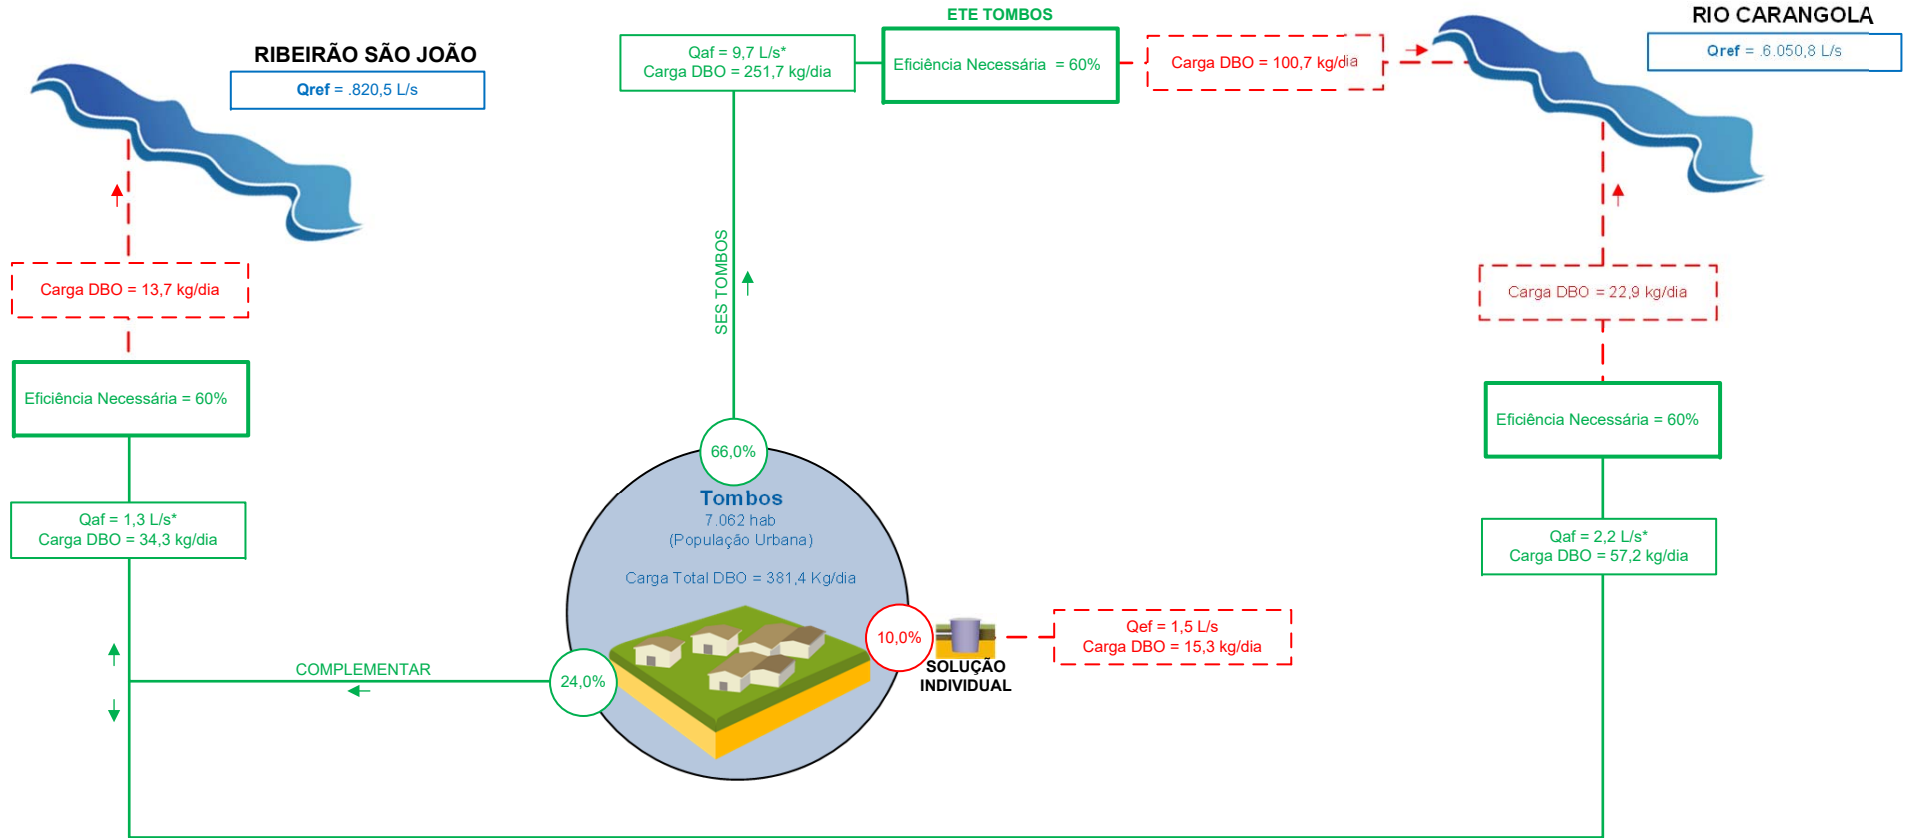 ETE TOMBOS
RIO CARANGOLA
RIBEIRÃO SÃO JOÃO
Qref = .820,5 L/s
Qaf = 9,7 L/s*
Carga DBO = 251,7 kg/dia
Eficiência Necessária = 60%
Carga DBO = 100,7 kg/dia
Qref = .6.050,8 L/s
SES TOMBOS
Carga DBO = 13,7 kg/dia
Carga DBO = 22,9 kg/dia
Eficiência Necessária = 60%
Eficiência Necessária = 60%
66,0%
Tombos
7.062 hab
(População Urbana)
Carga Total DBO = 381,4 Kg/dia
Qaf = 1,3 L/s*
Carga DBO = 34,3 kg/dia
Qaf = 2,2 L/s*
Carga DBO = 57,2 kg/dia
10,0%
SOLUÇÃO
INDIVIDUAL
Qef = 1,5 L/s
Carga DBO = 15,3 kg/dia
COMPLEMENTAR
24,0%